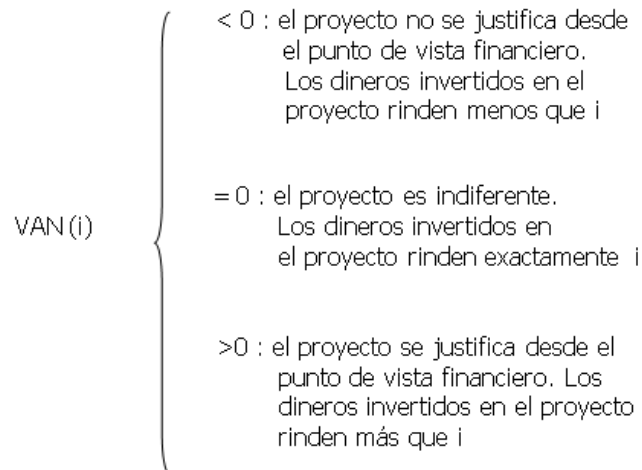 < 0 : el proyecto no se justifica desde
el punto de vista financiero.
Los dineros invertidos en el
proyecto rinden menos que i
VAN(i)
= 0 : el proyecto es indiferente.
Los dineros invertidos en
el proyecto rinden exactamente i
>0 : el proyecto se justifica desde el
punto de vista financiero. Los
dineros invertidos en el proyecto
rinden más que i